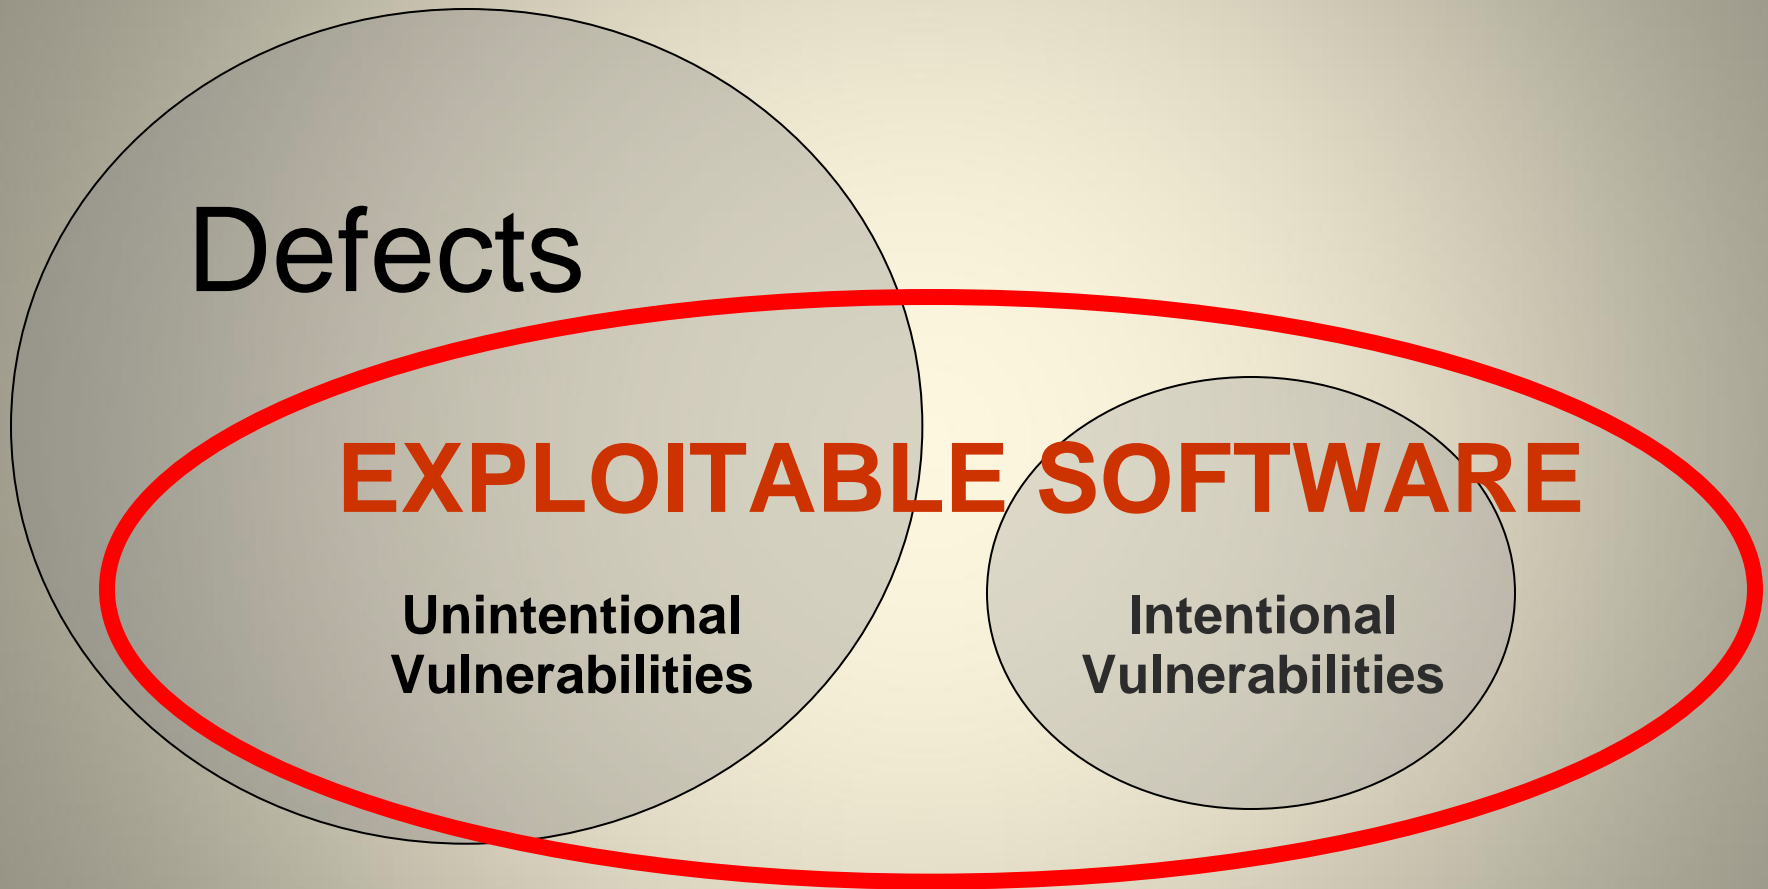 Defects
EXPLOITABLE SOFTWARE
Unintentional
Vulnerabilities
Intentional
Vulnerabilities